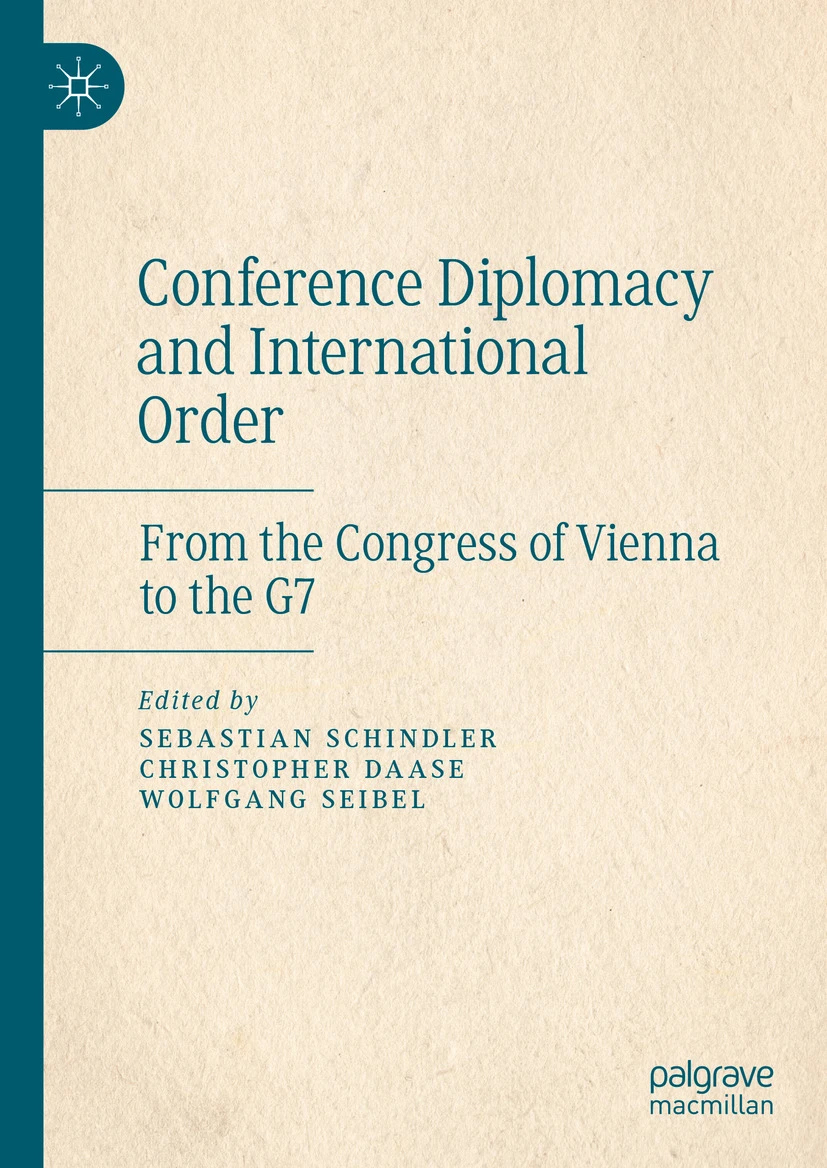 Conference Diplomacy
and International
Order
From the Congress of Vienna
to the G7
Edited by
SEBASTIAN SCHINDLER
CHRISTOPHER DAASE
WOLFGANG SEIBEL
palgrave
macmillan